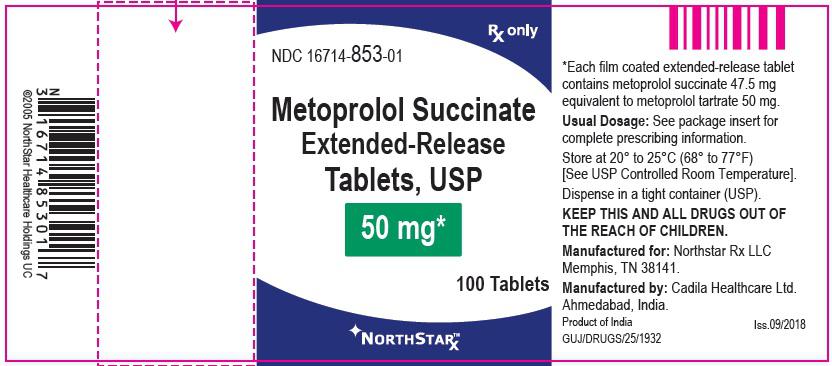 N
3 16714 85301 7
©2005 NorthStar Healthcare Holdings UC
Rx only
NDC 16714-853-01
Metoprolol Succinate
Extended-Release
Tablets, USP
50 mg*
100 Tablets
NORTHSTARx™
*Each film coated extended-release tablet
contains metoprolol succinate 47.5 mg
equivalent to metoprolol tartrate 50 mg.
Usual Dosage: See package insert for
complete prescribing information.
Store at 20° to 25°C (68° to 77°F)
[See USP Controlled Room Temperature].
Dispense in a tight container (USP).
KEEP THIS AND ALL DRUGS OUT OF
THE REACH OF CHILDREN.
Manufactured for: Northstar Rx LLC
Memphis, TN 38141.
Manufactured by: Cadila Healthcare Ltd.
Ahmedabad, India.
Product of India
Iss.09/2018
GUJ/DRUGS/25/1932